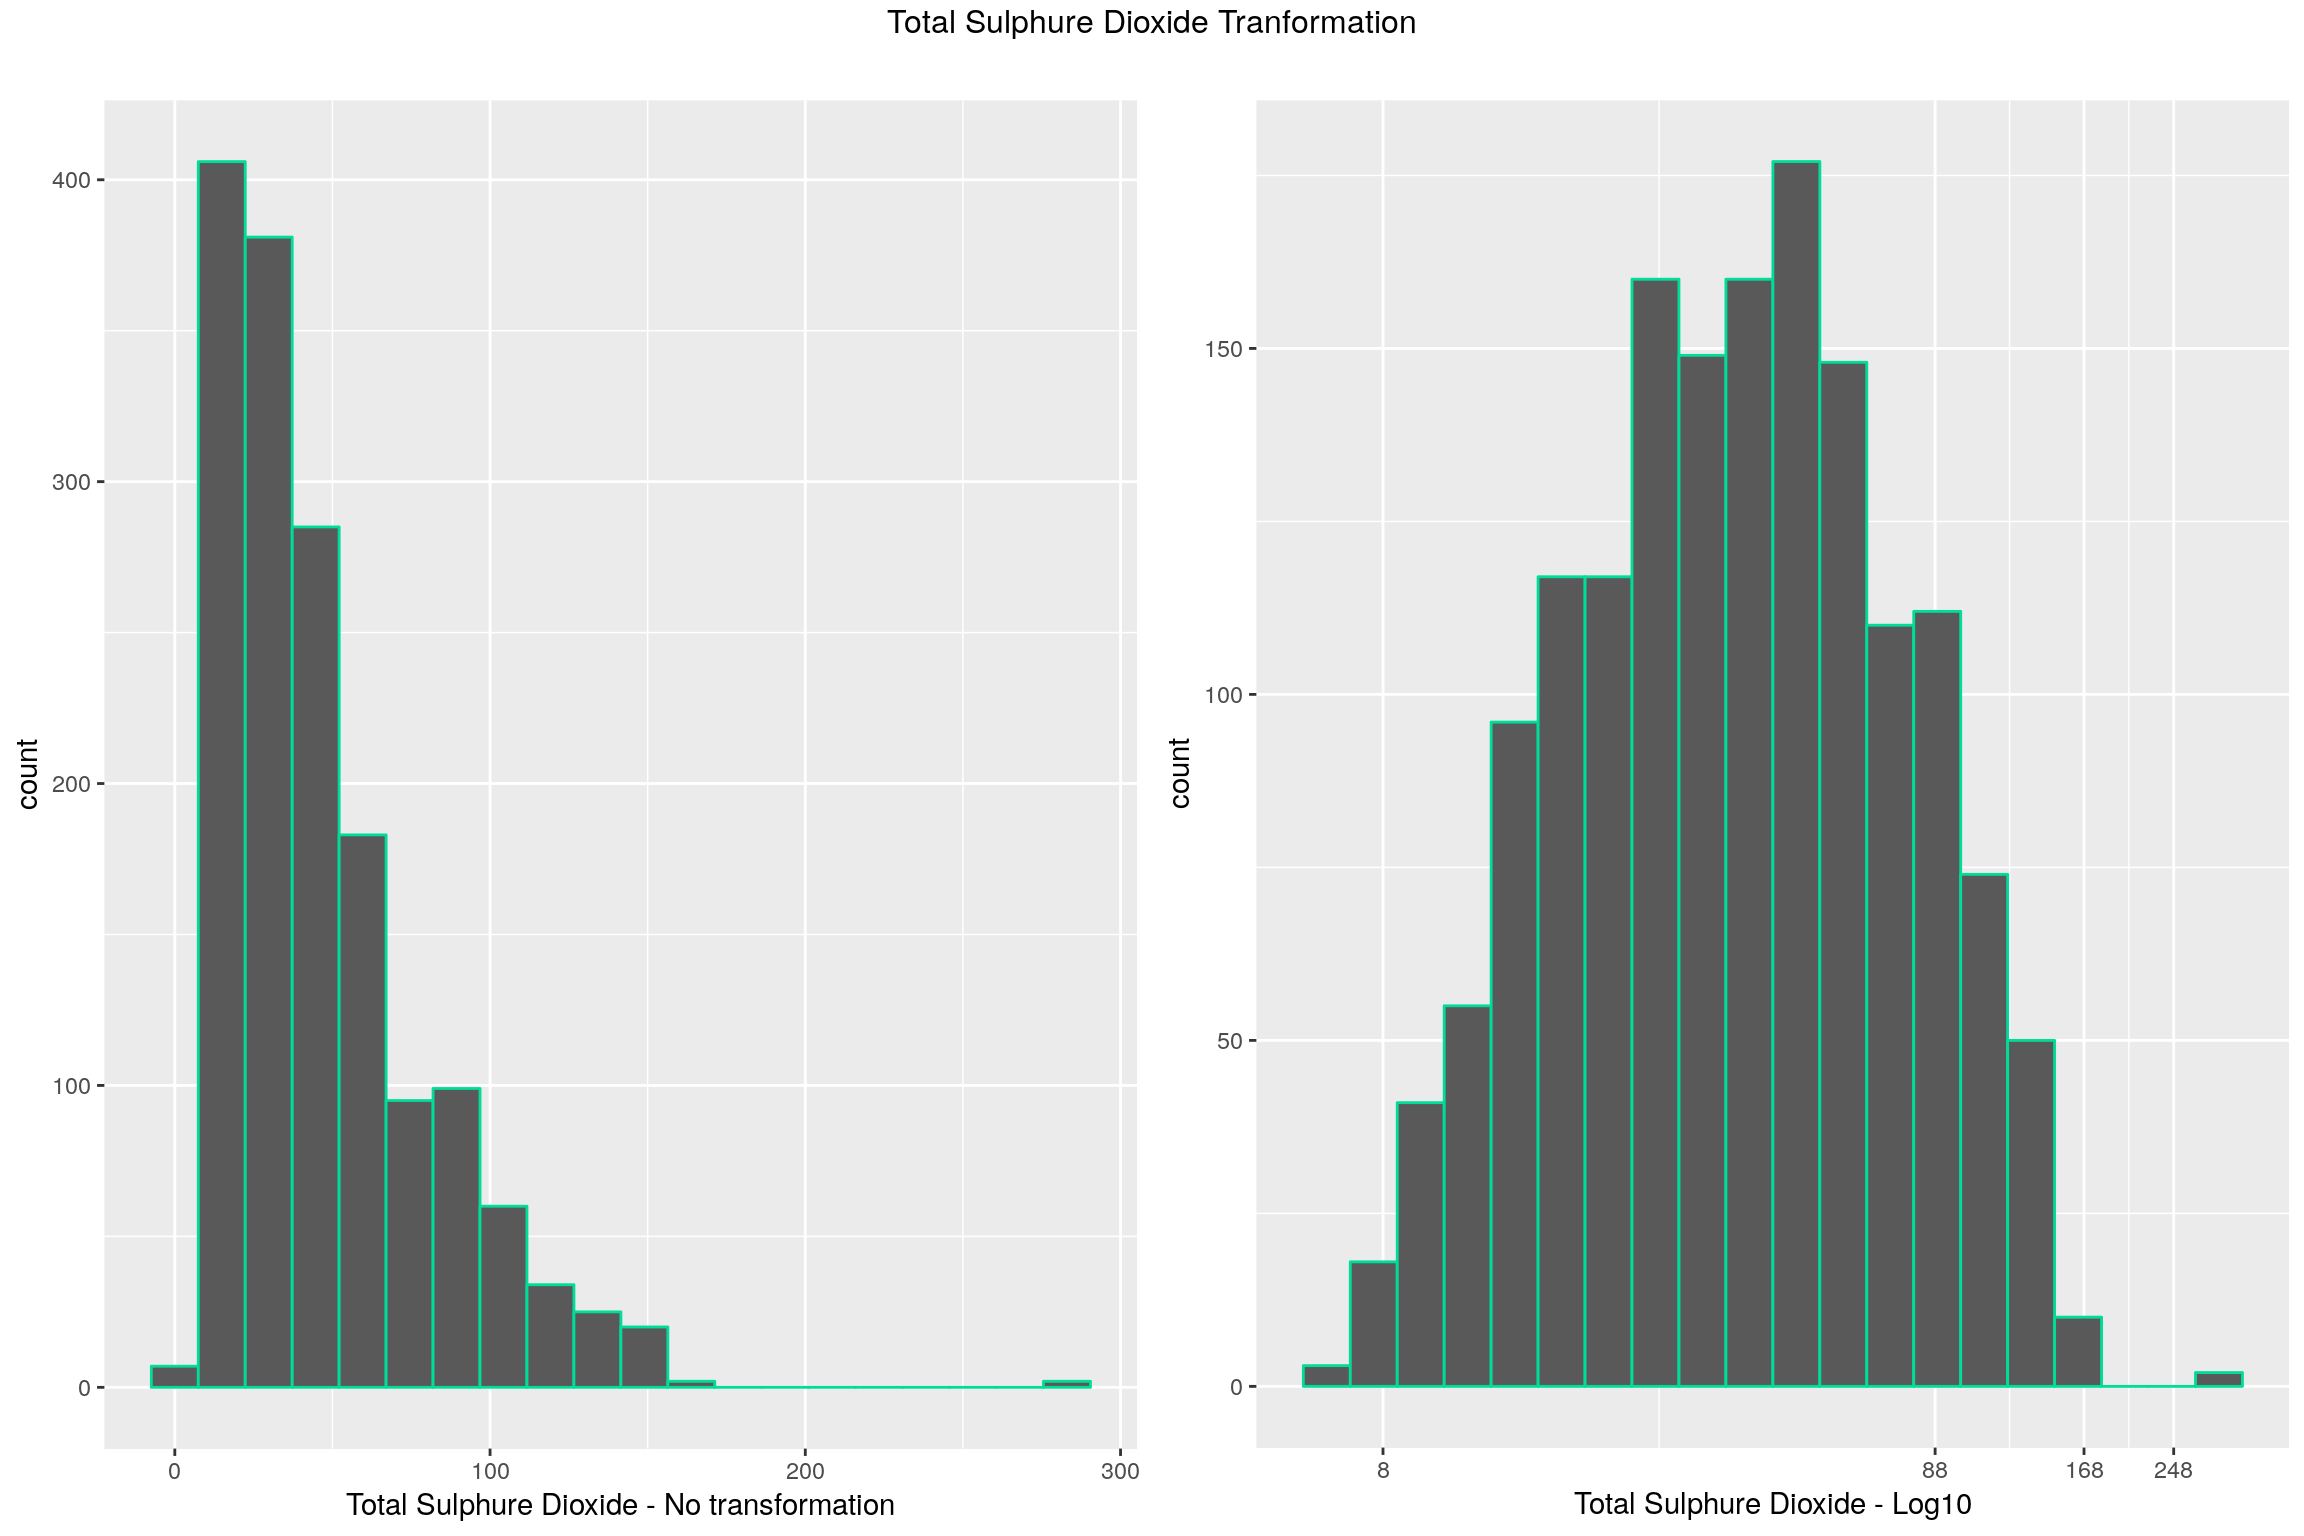 Total Sulphure Dioxide Tranformation
count
400
300
200
100
0
0 100 200 300
Total Sulphure Dioxide - No transformation
count
150
100
50
0
8 88 168 248
Total Sulphure Dioxide - Log10